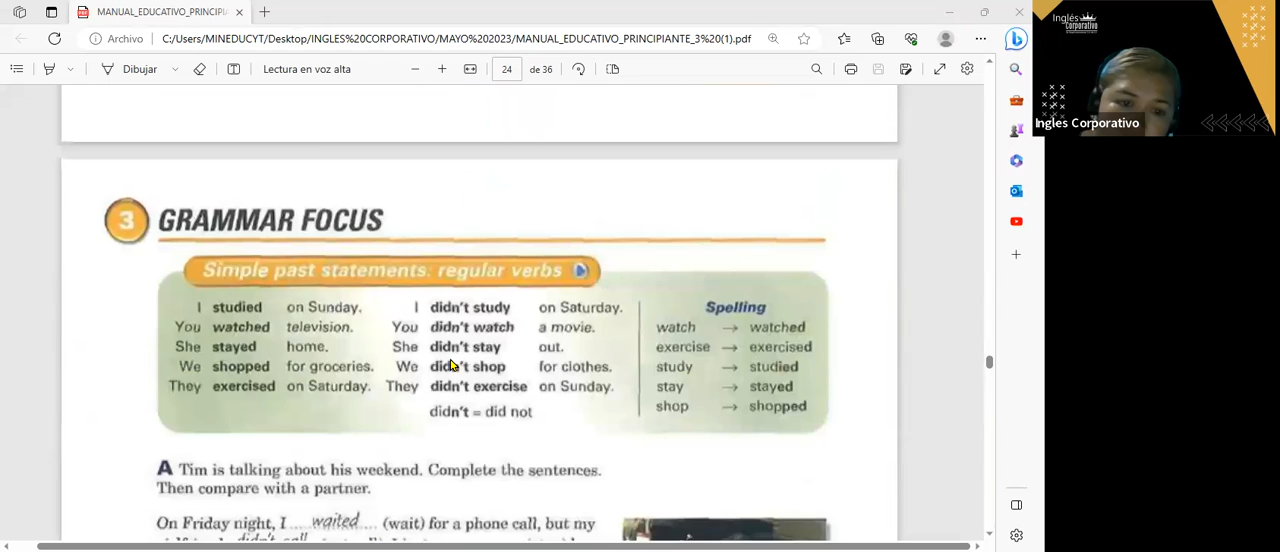 MANUAL_EDUCATIVO_PRINCIPI
Archivo
C:/Users/MINEDUCYT/Desktop/INGLES%20CORPORATIVO/MAYO%202023/MANUAL_EDUCATIVO_PRINCIPIANTE_3%20(1).pdf
Dibujar
Lectura en voz alta
24
de 36
Inglés
Corporativo
Ingles Corporativo
3 GRAMMAR FOCUS
Simple past statements: regular verbs
I studied on Sunday. I didn't study on Saturday. Spelling
You watched television. You didn't watch a movie. watch → watched
She stayed home. She didn't stay out. exercise → exercised
We shopped for groceries. We didn't shop for clothes. study → studied
They exercised on Saturday. They didn't exercise on Sunday. stay → stayed
didn't = did not shop → shopped
A Tim is talking about his weekend. Complete the sentences.
Then compare with a partner.
On Friday night, I waited (wait) for a phone call, but my
didn't call